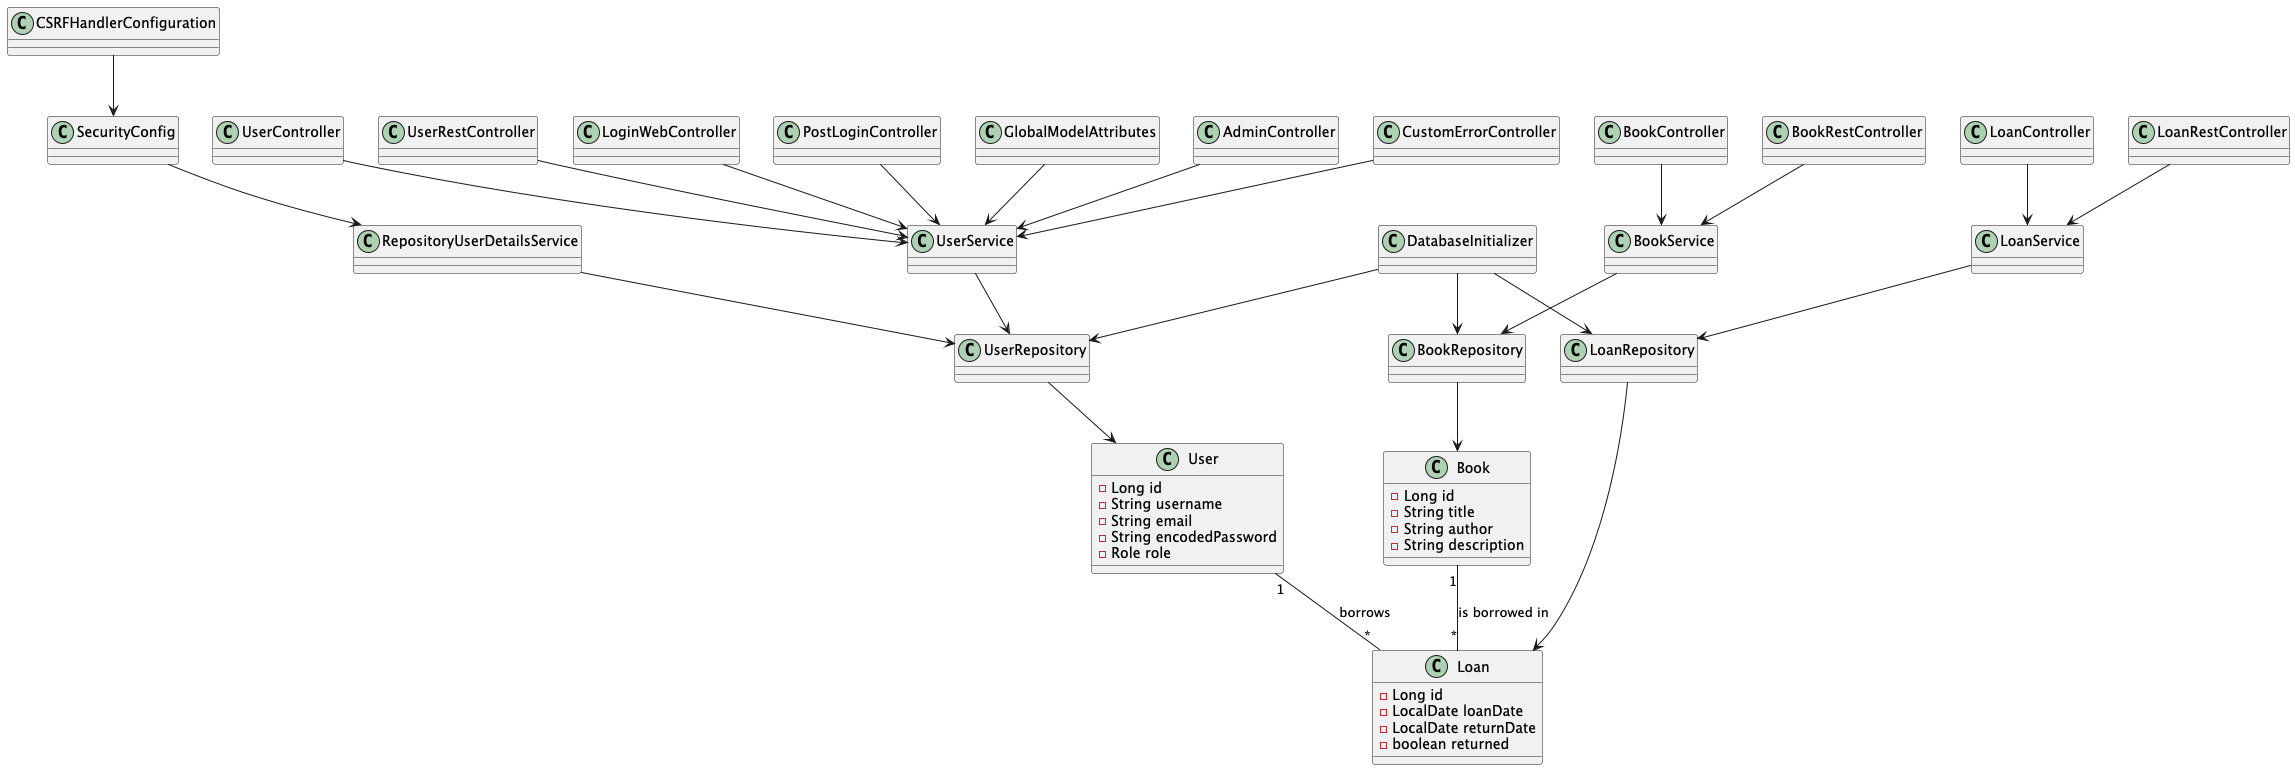 C CSRFHandlerConfiguration
C SecurityConfig
C UserController
C UserRestController
C LoginWebController
C PostLoginController
C GlobalModelAttributes
C AdminController
C CustomErrorController
C BookController
C BookRestController
C LoanController
C LoanRestController
C RepositoryUserDetailsService
C UserService
C DatabaseInitializer
C BookService
C LoanService
C UserRepository
C BookRepository
C LoanRepository
C User
Long id
String username
String email
String encodedPassword
Role role
C Book
Long id
String title
String author
String description
1
borrows
*
1
is borrowed in
*
C Loan
Long id
LocalDate loanDate
LocalDate returnDate
boolean returned